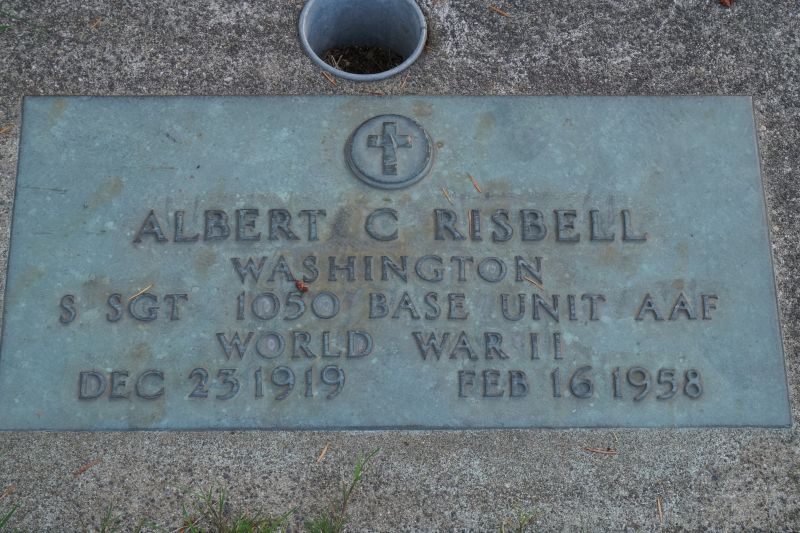 ALBERT C RISBELL
WASHINGTON
S SGT 1050 BASE UNIT AAF
WORLD WAR II
DEC 23 1919 FEB 16 1958